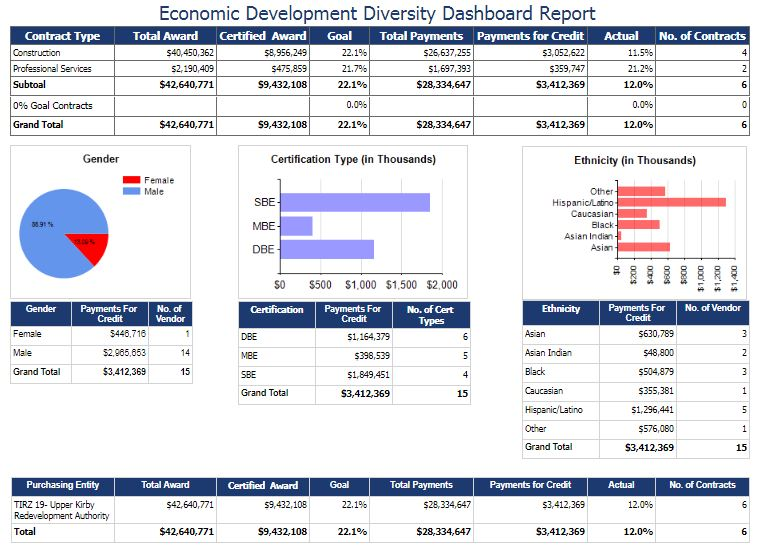 Economic Development Diversity Dashboard Report
Contract Type Total Award Certified Award Goal Total Payments Payments for Credit Actual No. of Contracts
Construction $40,450,362 $8,956,249 22.1% $26,637,255 $3,052,622 11.5% 4
Professional Services $2,190,409 $475,859 21.7% $1,697,393 $359,747 21.2% 2
Subtoal $42,640,771 $9,432,108 22.1% $28,334,647 $3,412,369 12.0% 6
0% Goal Contracts 0.0% 0.0% 0
Grand Total $42,640,771 $9,432,108 22.1% $28,334,647 $3,412,369 12.0% 6
Gender
Female
Male
86.91 %
13.09 %
Gender Payments For Credit No. of Vendor
Female $446,716 1
Male $2,965,653 14
Grand Total $3,412,369 15
Certification Type (in Thousands)
SBE
MBE
DBE
$0 $500 $1,000 $1,500 $2,000
Certification Payments For Credit No. of Cert Types
DBE $1,164,379 6
MBE $398,539 5
SBE $1,849,451 4
Grand Total $3,412,369 15
Ethnicity (in Thousands)
Other
Hispanic/Latino
Caucasian
Black
Asian Indian
Asian
$0 $200 $400 $600 $800 $1,000 $1,200 $1,400
Ethnicity Payments For Credit No. of Vendor
Asian $630,789 3
Asian Indian $48,800 2
Black $504,879 3
Caucasian $355,381 1
Hispanic/Latino $1,296,441 5
Other $576,080 1
Grand Total $3,412,369 15
Purchasing Entity Total Award Certified Award Goal Total Payments Payments for Credit Actual No. of Contracts
TIRZ 19- Upper Kirby $42,640,771 $9,432,108 22.1% $28,334,647 $3,412,369 12.0% 6
Redevelopment Authority
Total $42,640,771 $9,432,108 22.1% $28,334,647 $3,412,369 12.0% 6